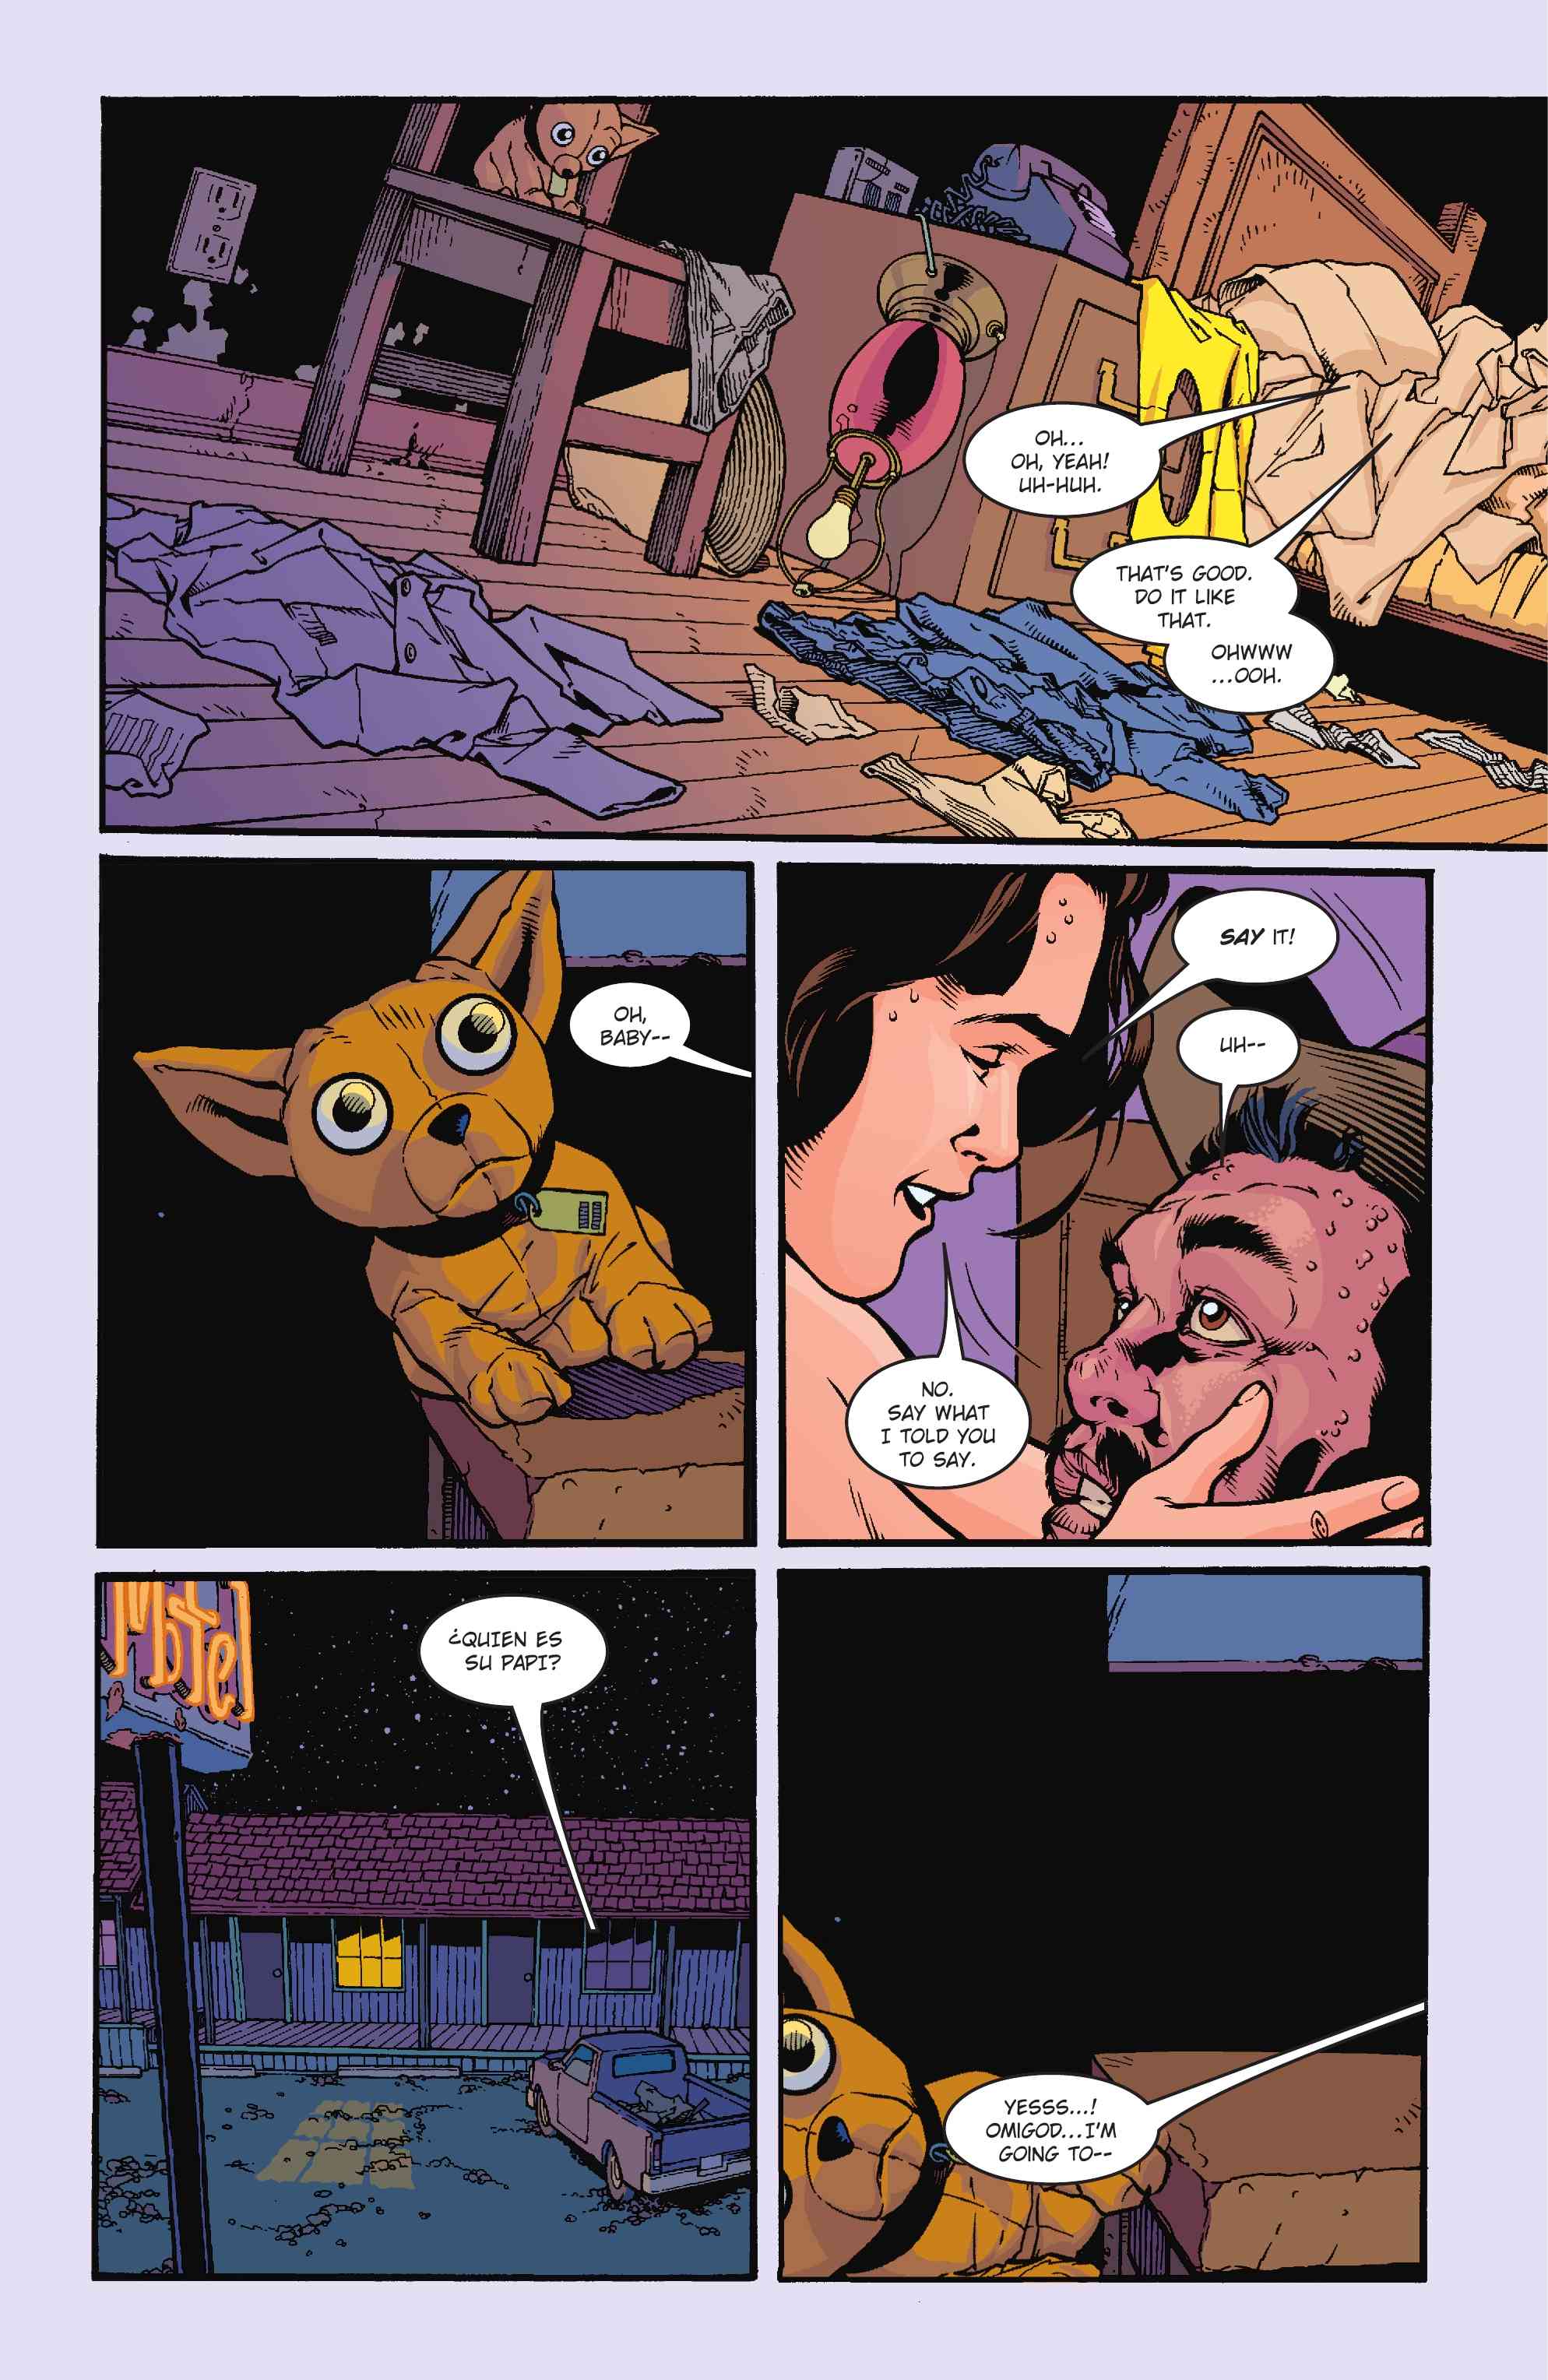 OH...
OH, YEAH!
UH-HUH.
THAT'S GOOD.
DO IT LIKE
THAT.
OHWWW
...OOH.
OH,
BABY--
SAY IT!
UH--
NO.
SAY WHAT
I TOLD YOU
TO SAY.
MoTel
¿QUIEN ES
SU PAPI?
YESSS...!
OMIGOD...I'M
GOING TO--